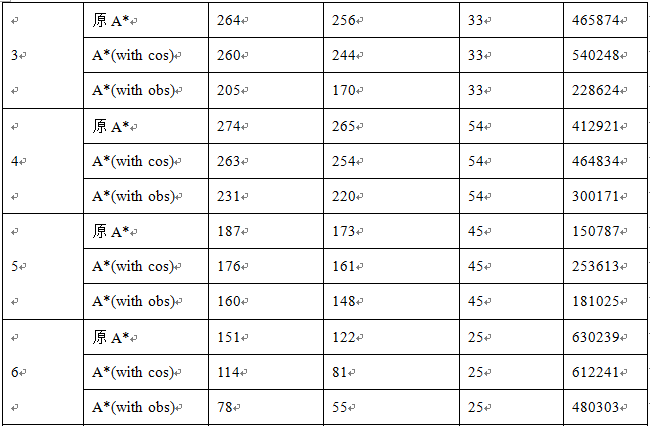 原 A* 264 256 33 465874
3 A*(with cos) 260 244 33 540248
A*(with obs) 205 170 33 228624
原 A* 274 265 54 412921
4 A*(with cos) 263 254 54 464834
A*(with obs) 231 220 54 300171
原 A* 187 173 45 150787
5 A*(with cos) 176 161 45 253613
A*(with obs) 160 148 45 181025
原 A* 151 122 25 630239
6 A*(with cos) 114 81 25 612241
A*(with obs) 78 55 25 480303